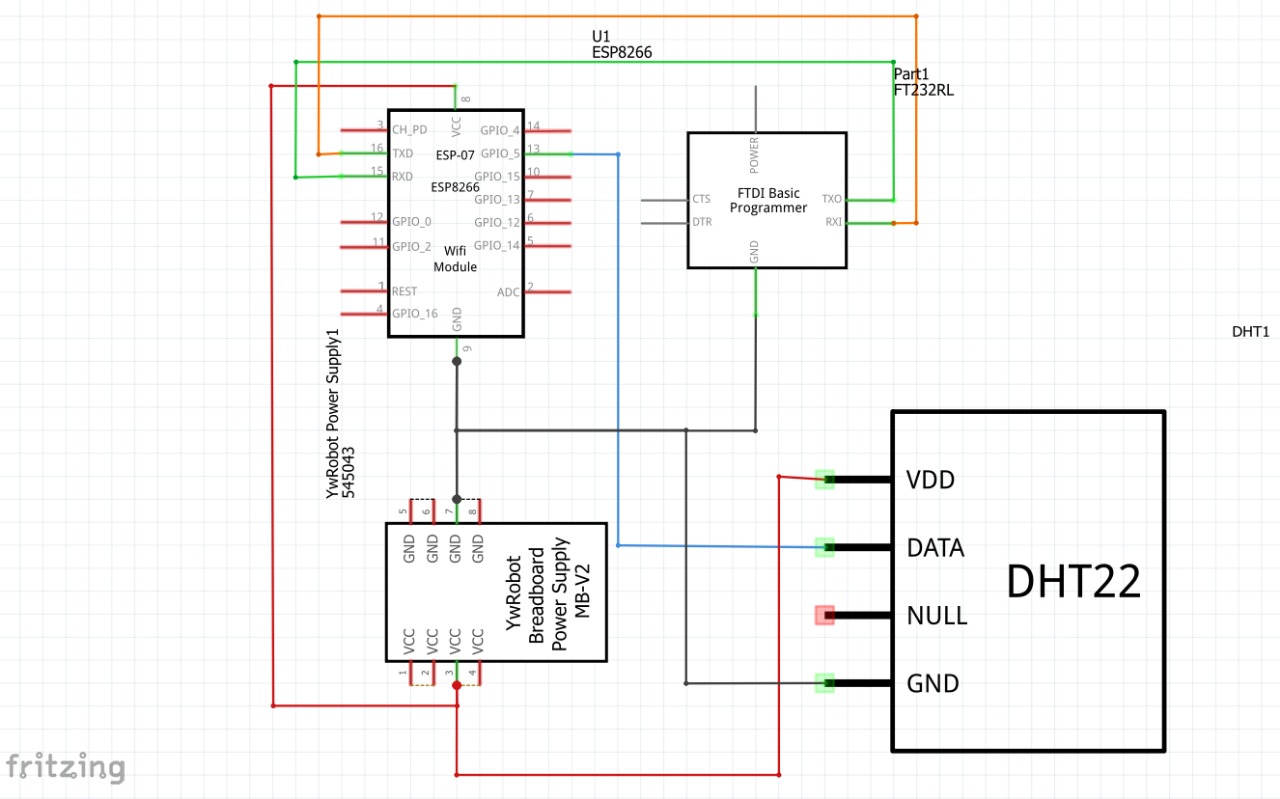 U1
ESP8266
Part1
FT232RL
8
VCC
3
CH_PD
GPIO_4
14
16
TXD
ESP-07
GPIO_5
13
15
RXD
ESP8266
GPIO_15
10
GPIO_13
7
12
GPIO_0
GPIO_12
6
11
GPIO_2
GPIO_14
5
Wifi
Module
1
REST
ADC
2
4
GPIO_16
GND
9
POWER
CTS
DTR
FTDI Basic
Programmer
TXO
RXI
GND
DHT1
YwRobot Power Supply1
545043
5
6
7
8
GND
GND
GND
GND
YwRobot
Breadboard
Power Supply
MB-V2
VCC
VCC
VCC
VCC
1
2
3
4
VDD
DATA
NULL
GND
DHT22
fritzing